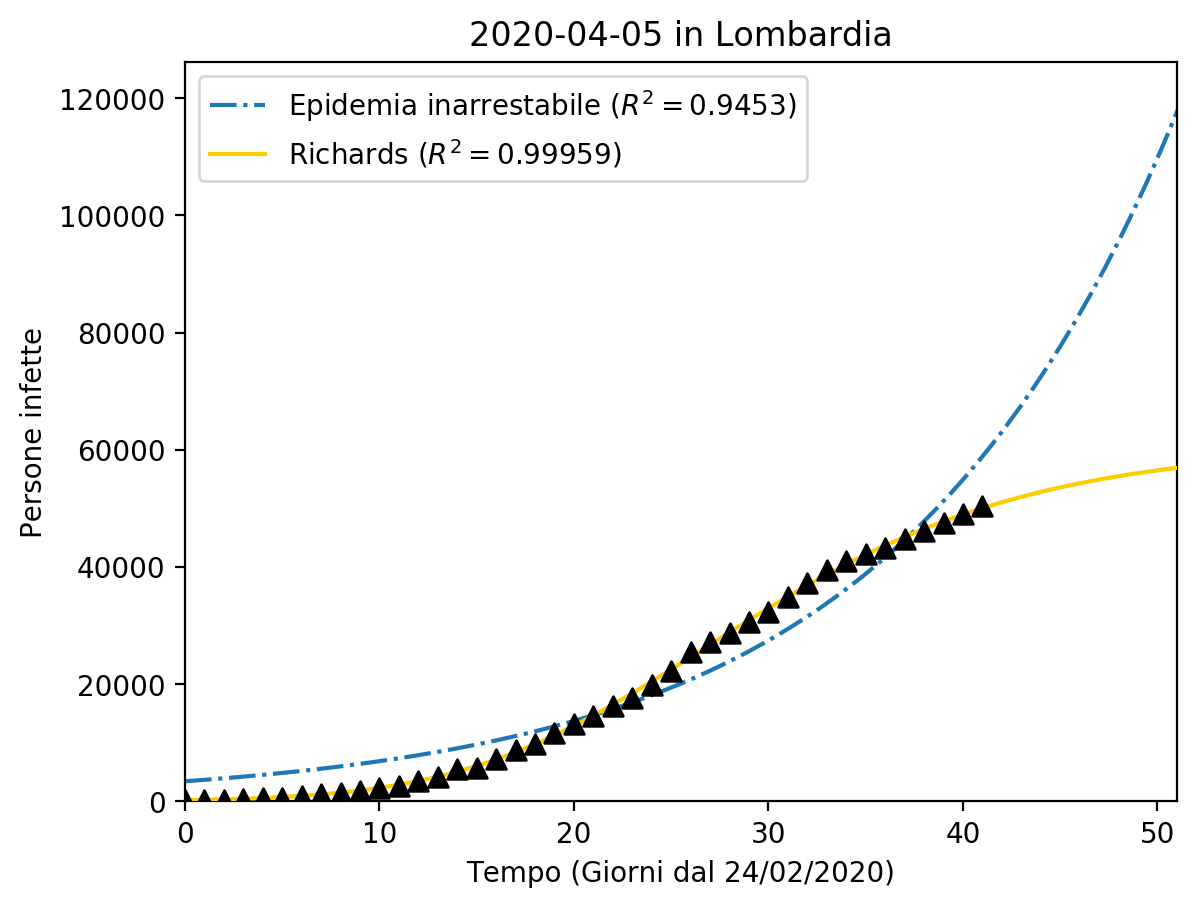 2020-04-05 in Lombardia
Epidemia inarrestabile (R² = 0.9453)
Richards (R² = 0.99959)
120000
100000
80000
60000
40000
20000
0
Persone infette
0 10 20 30 40 50
Tempo (Giorni dal 24/02/2020)